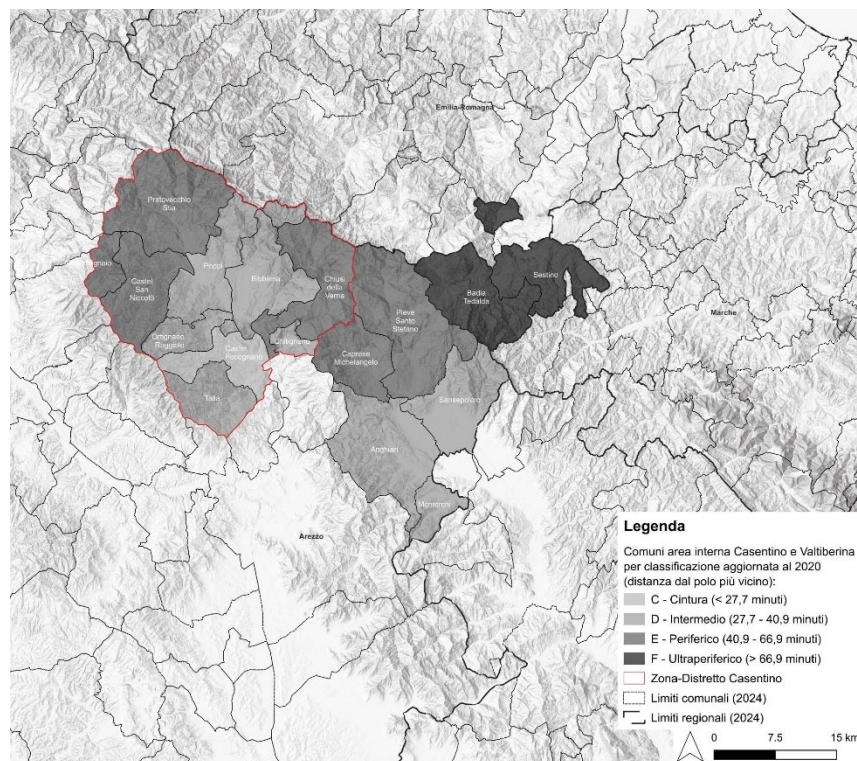 Emilia-Romagna
Pratovecchio
Stia
Poppi
Bibbiena
Chiusi
della
Verna
Castel
San
Niccolò
Ortignano
Raggiolo
Castel
Focognano
Chitignano
Talla
Pieve
Santo
Stefano
Caprese
Michelangelo
Badia
Tedalda
Sestino
Marche
Sansepolcro
Anghiari
Monterchi
Arezzo
Legenda
Comuni area interna Casentino e Valtiberina
per classificazione aggiornata al 2020
(distanza dal polo più vicino):
C - Cintura (< 27,7 minuti)
D - Intermedio (27,7 - 40,9 minuti)
E - Periferico (40,9 - 66,9 minuti)
F - Ultraperiferico (> 66,9 minuti)
Zona-Distretto Casentino
Limiti comunali (2024)
Limiti regionali (2024)
0 7.5 15 km